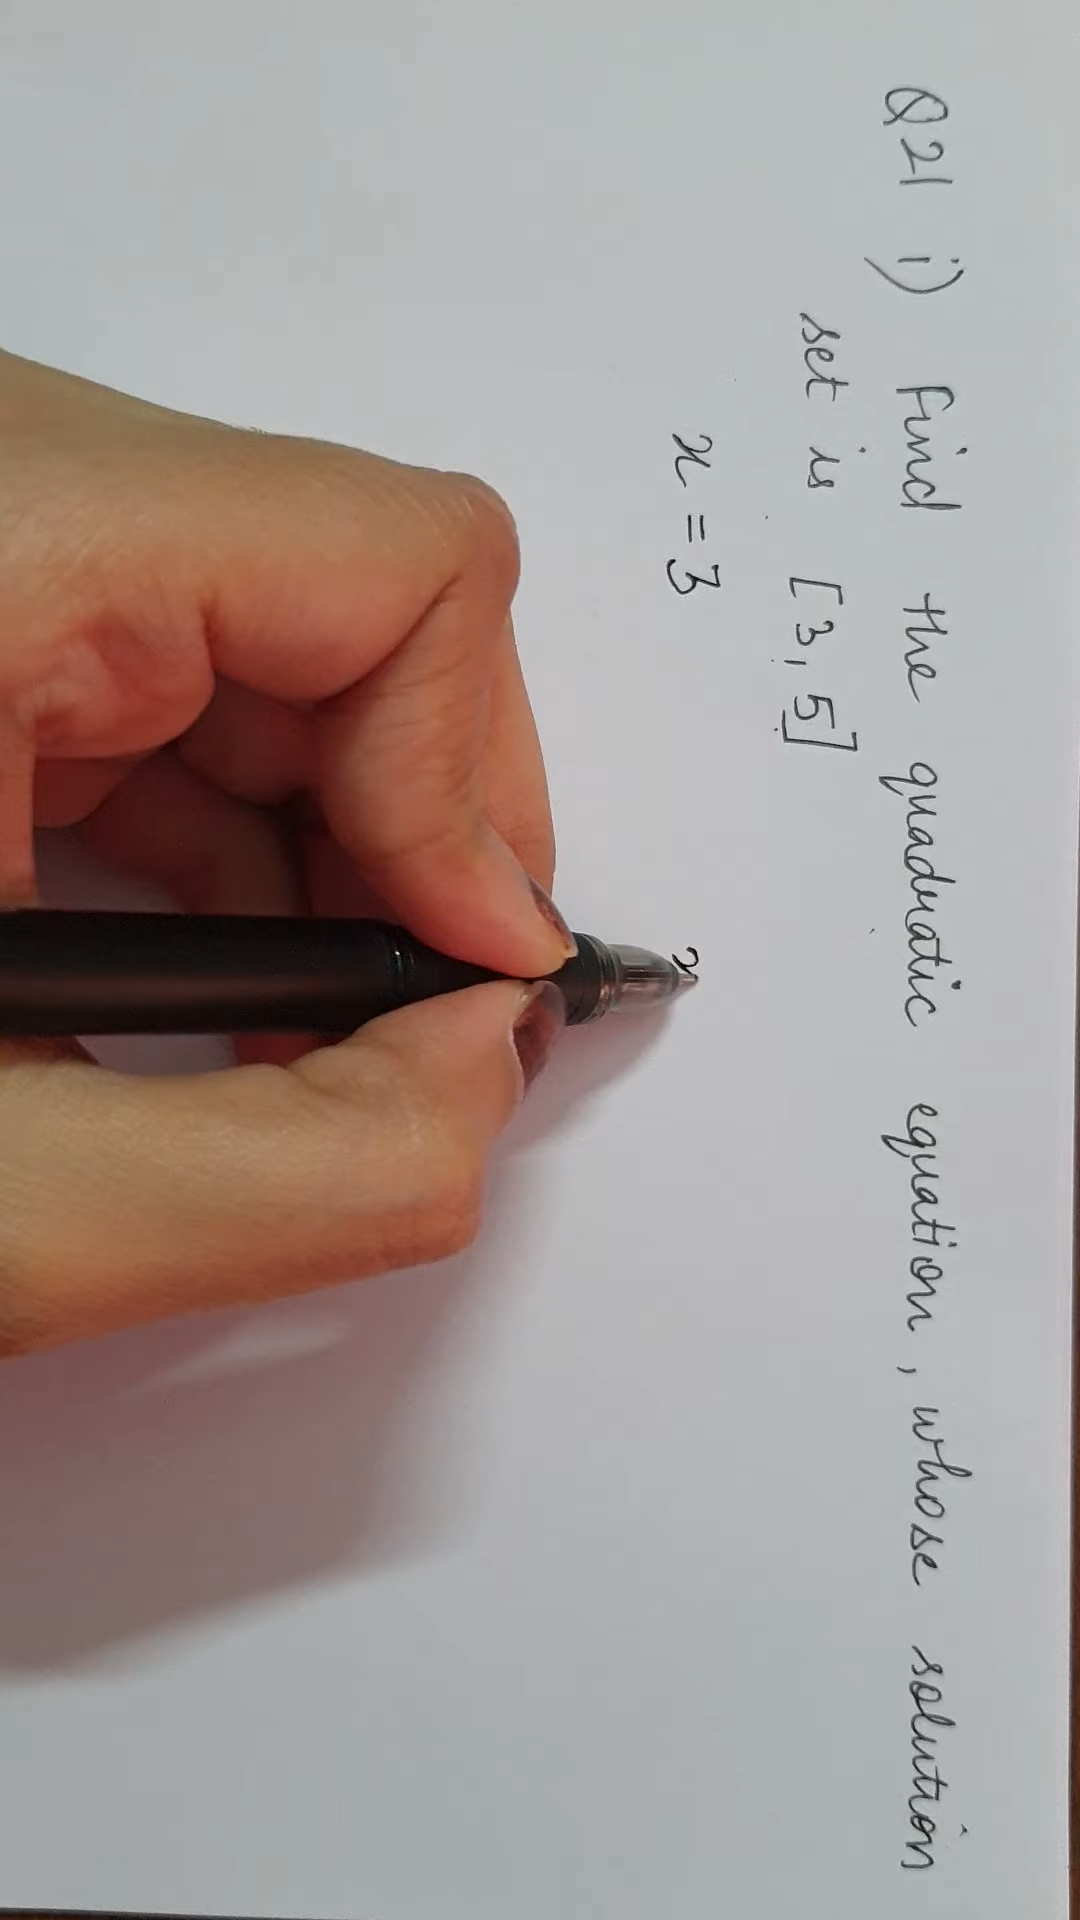 Q21 i) Find the quadratic equation, whose solution
set is [3, 5]
x = 3 x